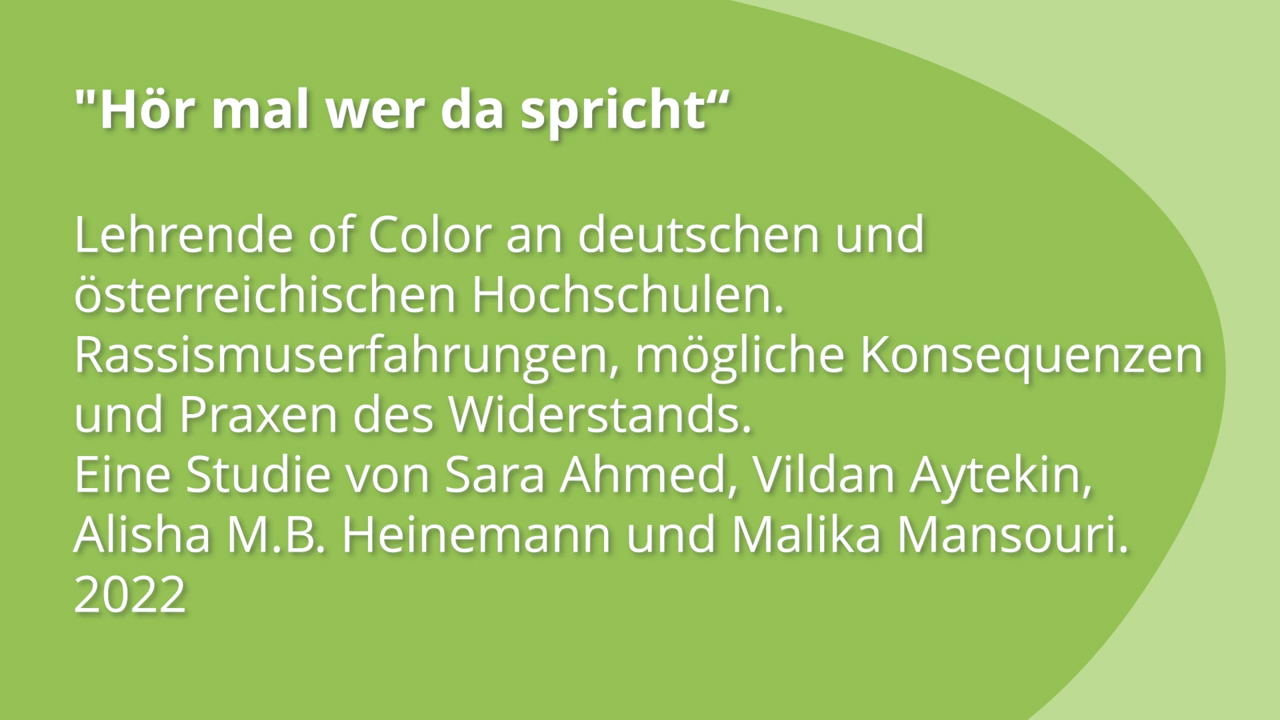 "Hör mal wer da spricht“
Lehrende of Color an deutschen und
österreichischen Hochschulen.
Rassismuserfahrungen, mögliche Konsequenzen
und Praxen des Widerstands.
Eine Studie von Sara Ahmed, Vildan Aytekin,
Alisha M.B. Heinemann und Malika Mansouri.
2022